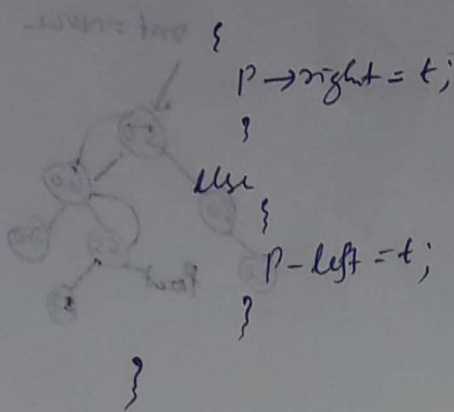 {
p→right = t;
}
else
{
p-left = t;
}
}